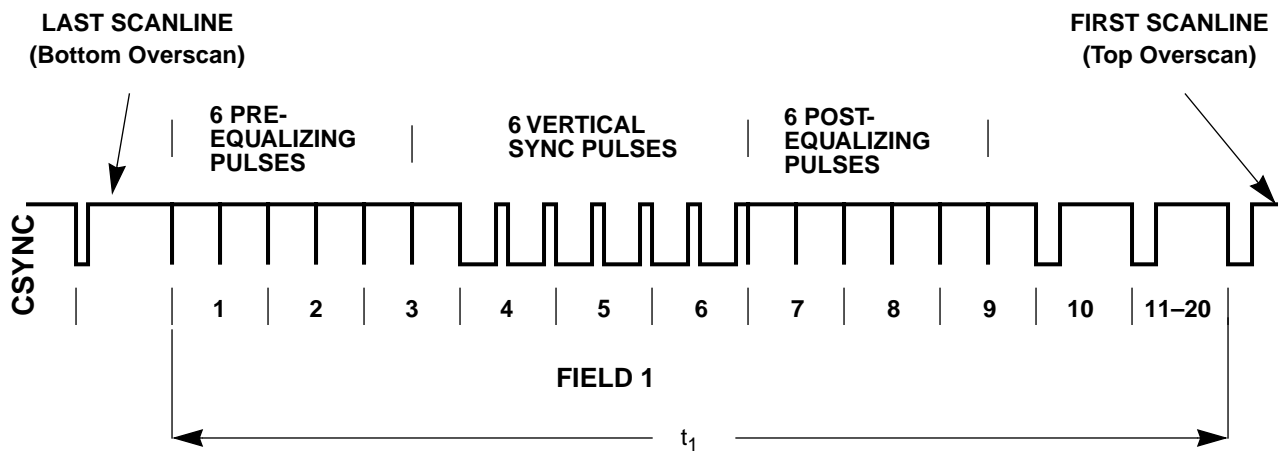 LAST SCANLINE
(Bottom Overscan)
FIRST SCANLINE
(Top Overscan)
6 PRE-
EQUALIZING
PULSES
6 VERTICAL
SYNC PULSES
6 POST-
EQUALIZING
PULSES
CSYNC
1 2 3 4 5 6 7 8 9 10 11–20
FIELD 1
t1